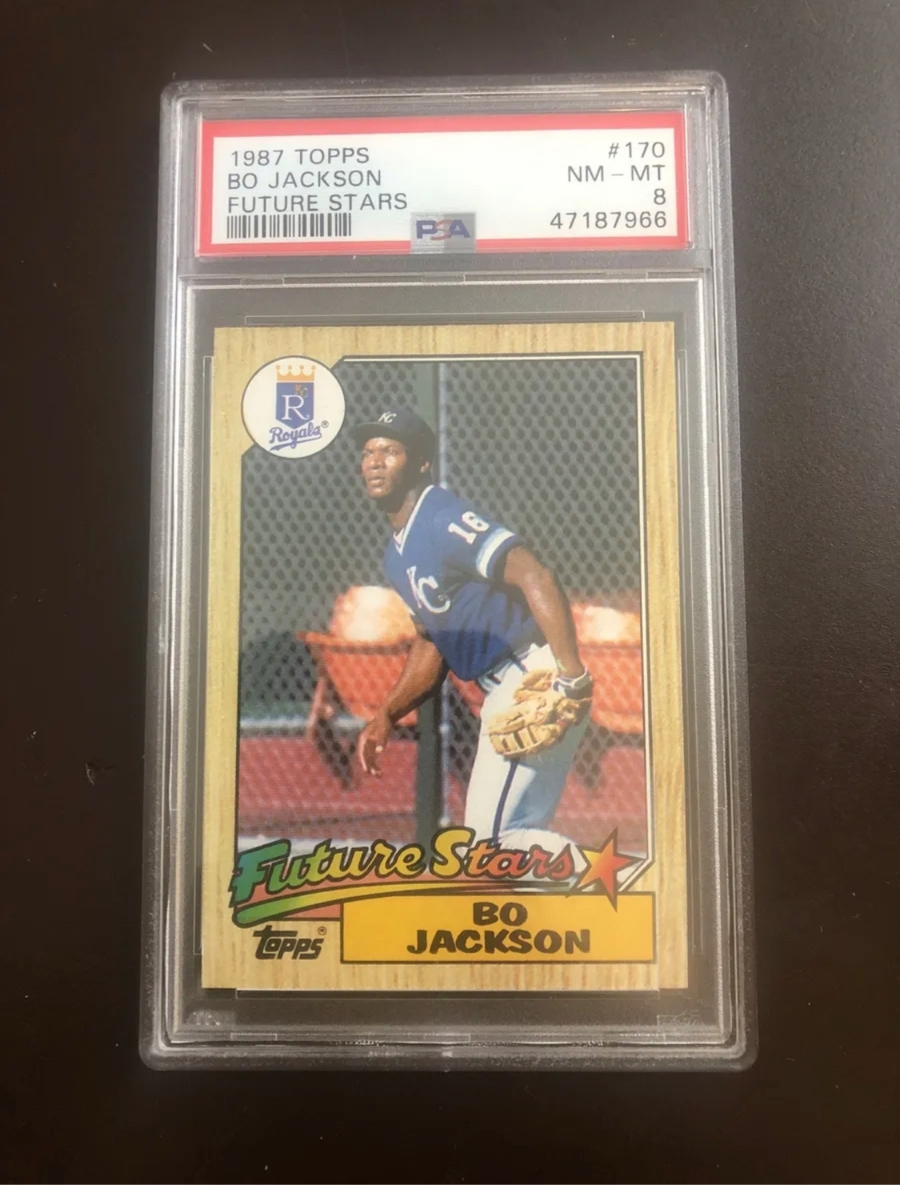 1987 TOPPS #170
BO JACKSON NM - MT
FUTURE STARS 8
47187966
PSA
KC
R
Royals®
KC
16
KC
Future Stars
BO
JACKSON
topps®